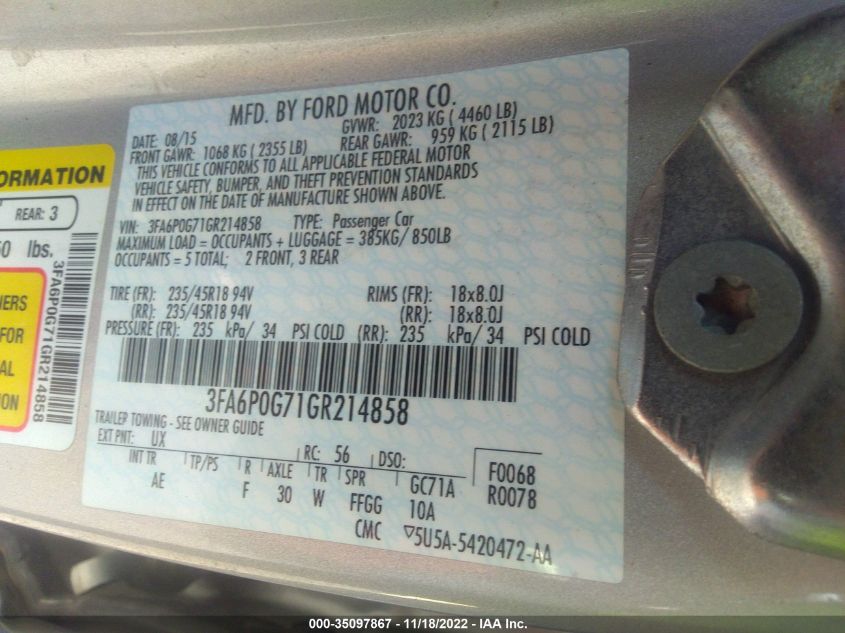 MFD. BY FORD MOTOR CO.
DATE: 08/15 GVWR: 2023 KG ( 4460 LB)
FRONT GAWR: 1068 KG ( 2355 LB) REAR GAWR: 959 KG ( 2115 LB)
THIS VEHICLE CONFORMS TO ALL APPLICABLE FEDERAL MOTOR
VEHICLE SAFETY, BUMPER, AND THEFT PREVENTION STANDARDS
IN EFFECT ON THE DATE OF MANUFACTURE SHOWN ABOVE.
VIN: 3FA6P0G71GR214858 TYPE: Passenger Car
MAXIMUM LOAD = OCCUPANTS + LUGGAGE = 385KG/ 850LB
OCCUPANTS = 5 TOTAL; 2 FRONT, 3 REAR
TIRE (FR): 235/45R18 94V RIMS (FR): 18x8.0J
(RR): 235/45R18 94V (RR): 18x8.0J
PRESSURE (FR): 235 kPa/ 34 PSI COLD (RR): 235 kPa/ 34 PSI COLD
3FA6P0G71GR214858
TRAILER TOWING - SEE OWNER GUIDE
EXT PNT: UX RC: 56 DSO: F0068
INT TR TP/PS R AXLE TR SPR GC71A R0078
AE F 30 W FFGG 10A
CMC ▽5U5A-5420472-AA
ORMATION
REAR: 3
lbs.
NERS
FOR
AL
ION
3FA6P0G71GR214858
000-35097867 - 11/18/2022 - IAA Inc.